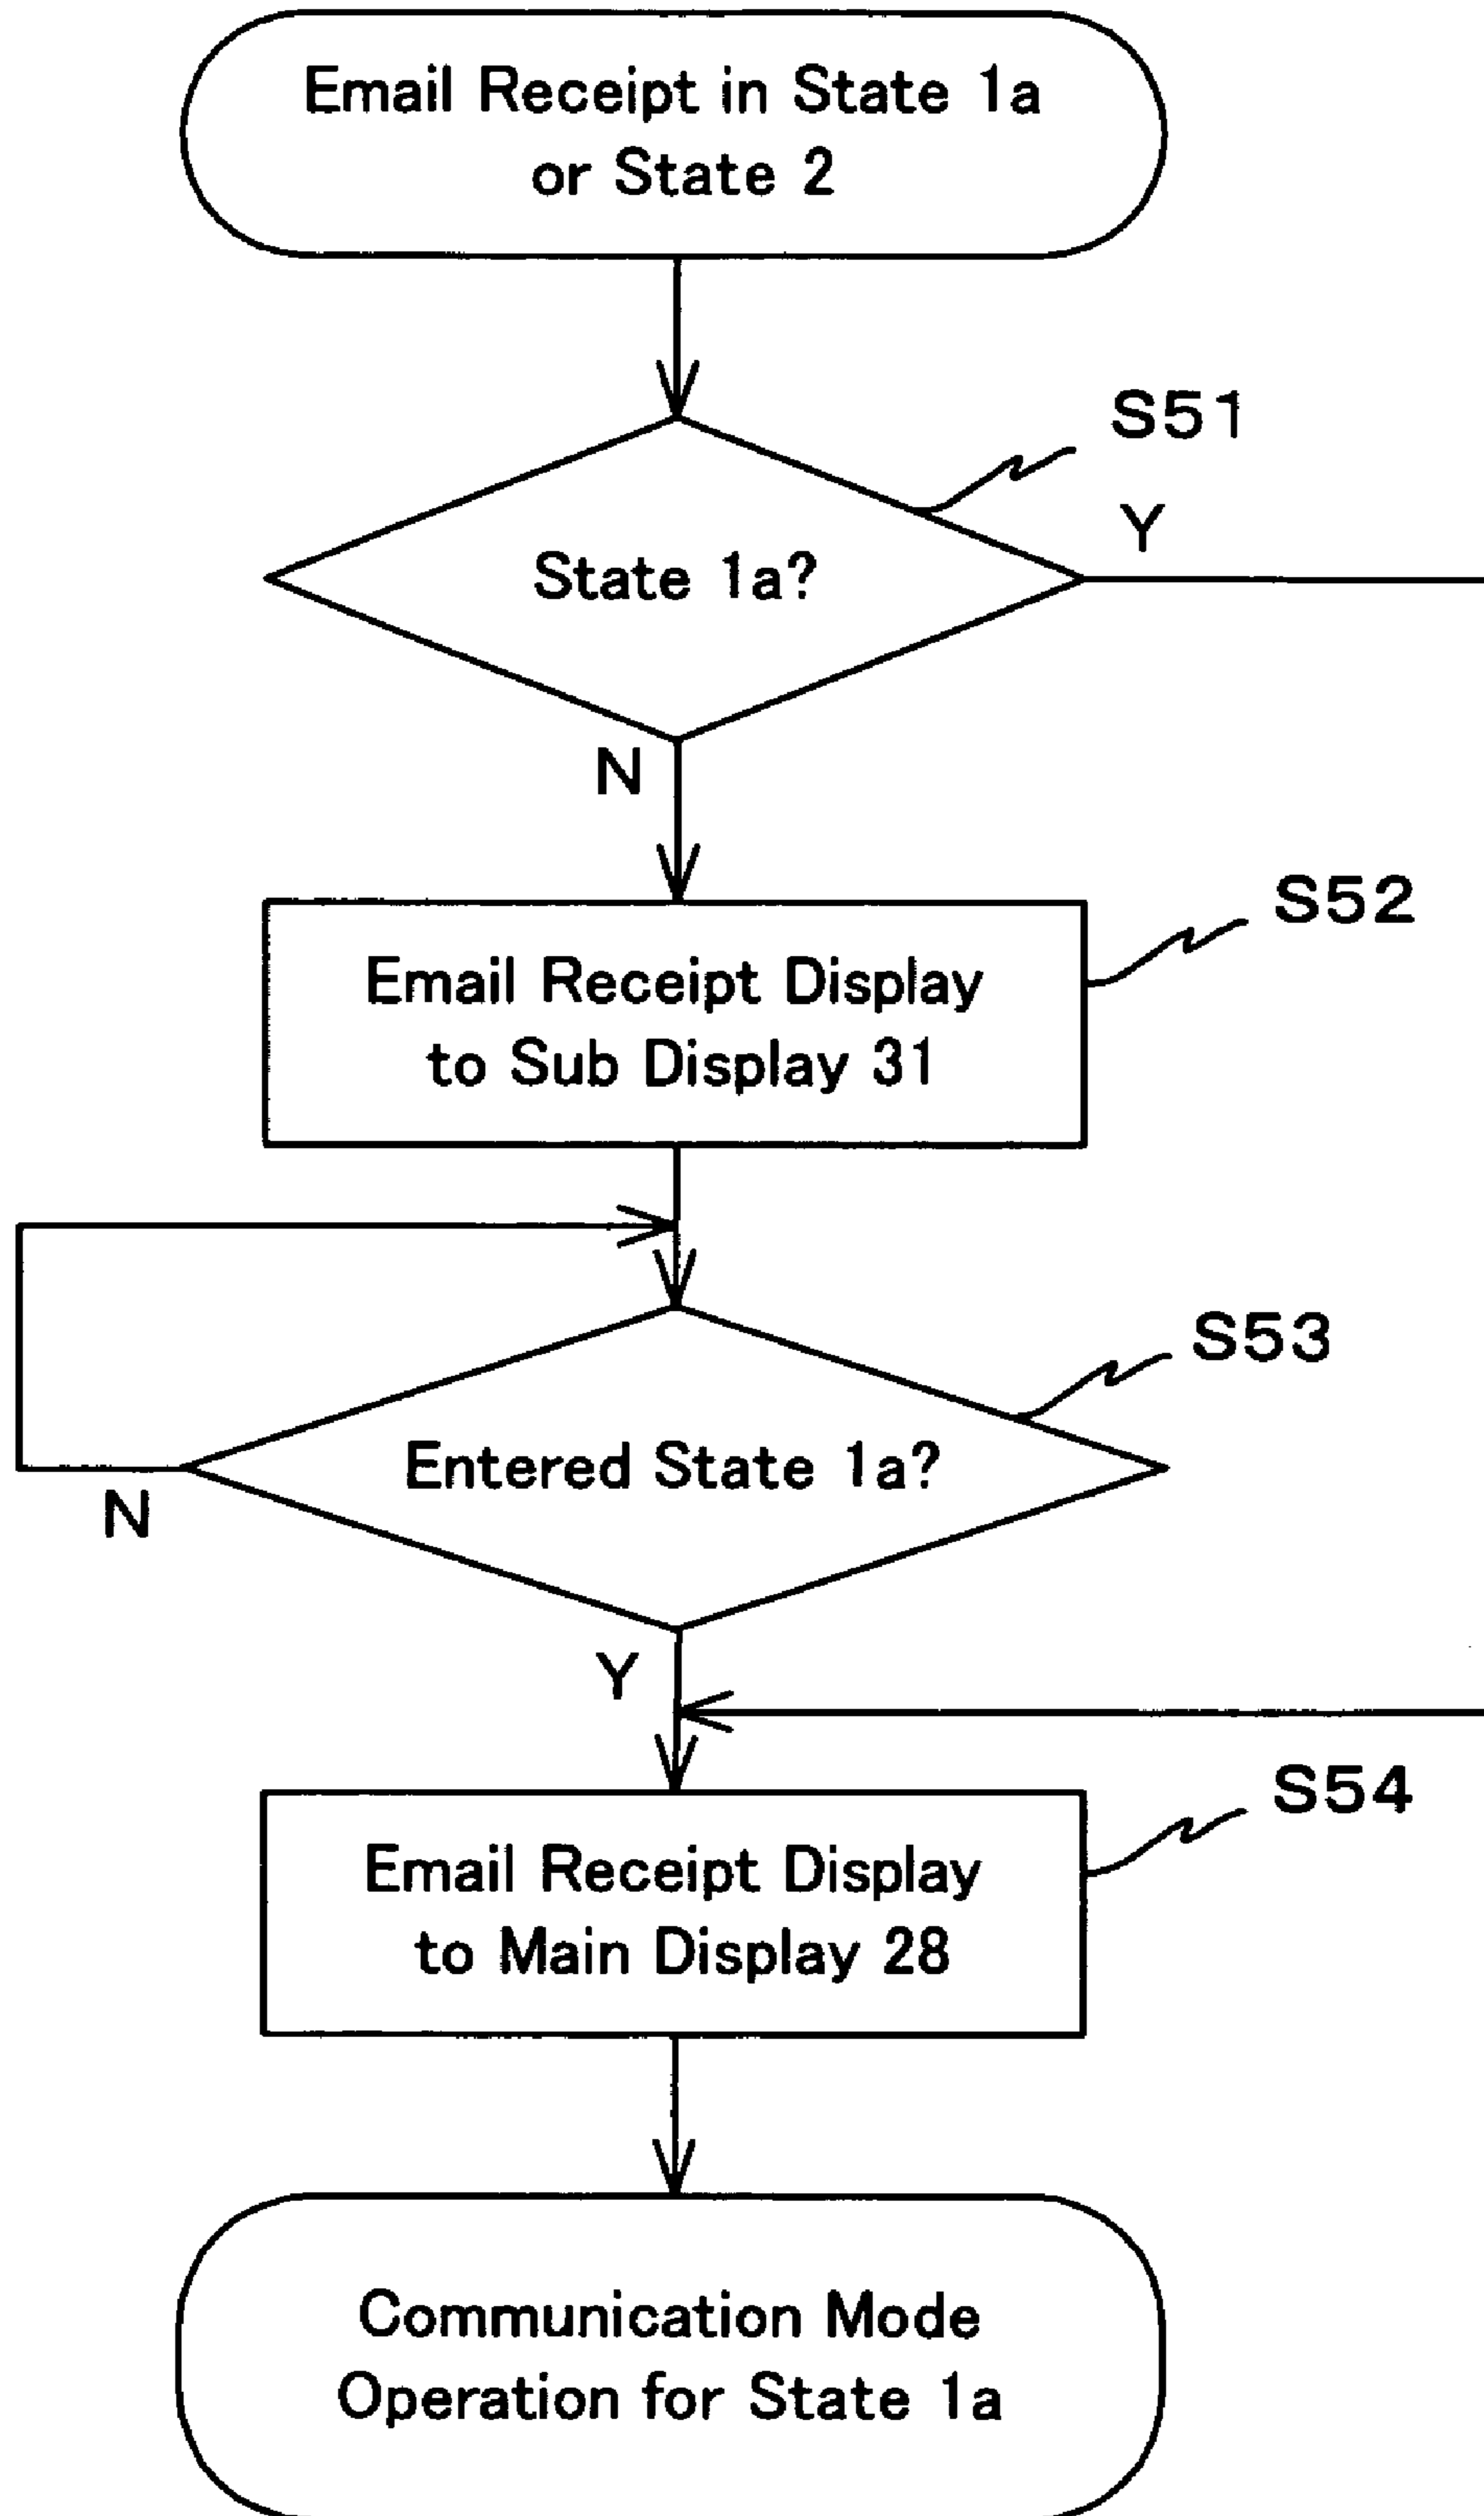 Email Receipt in State 1a
or State 2
S51
Y
State 1a?
N
S52
Email Receipt Display
to Sub Display 31
S53
Entered State 1a?
N
Y
S54
Email Receipt Display
to Main Display 28
Communication Mode
Operation for State 1a